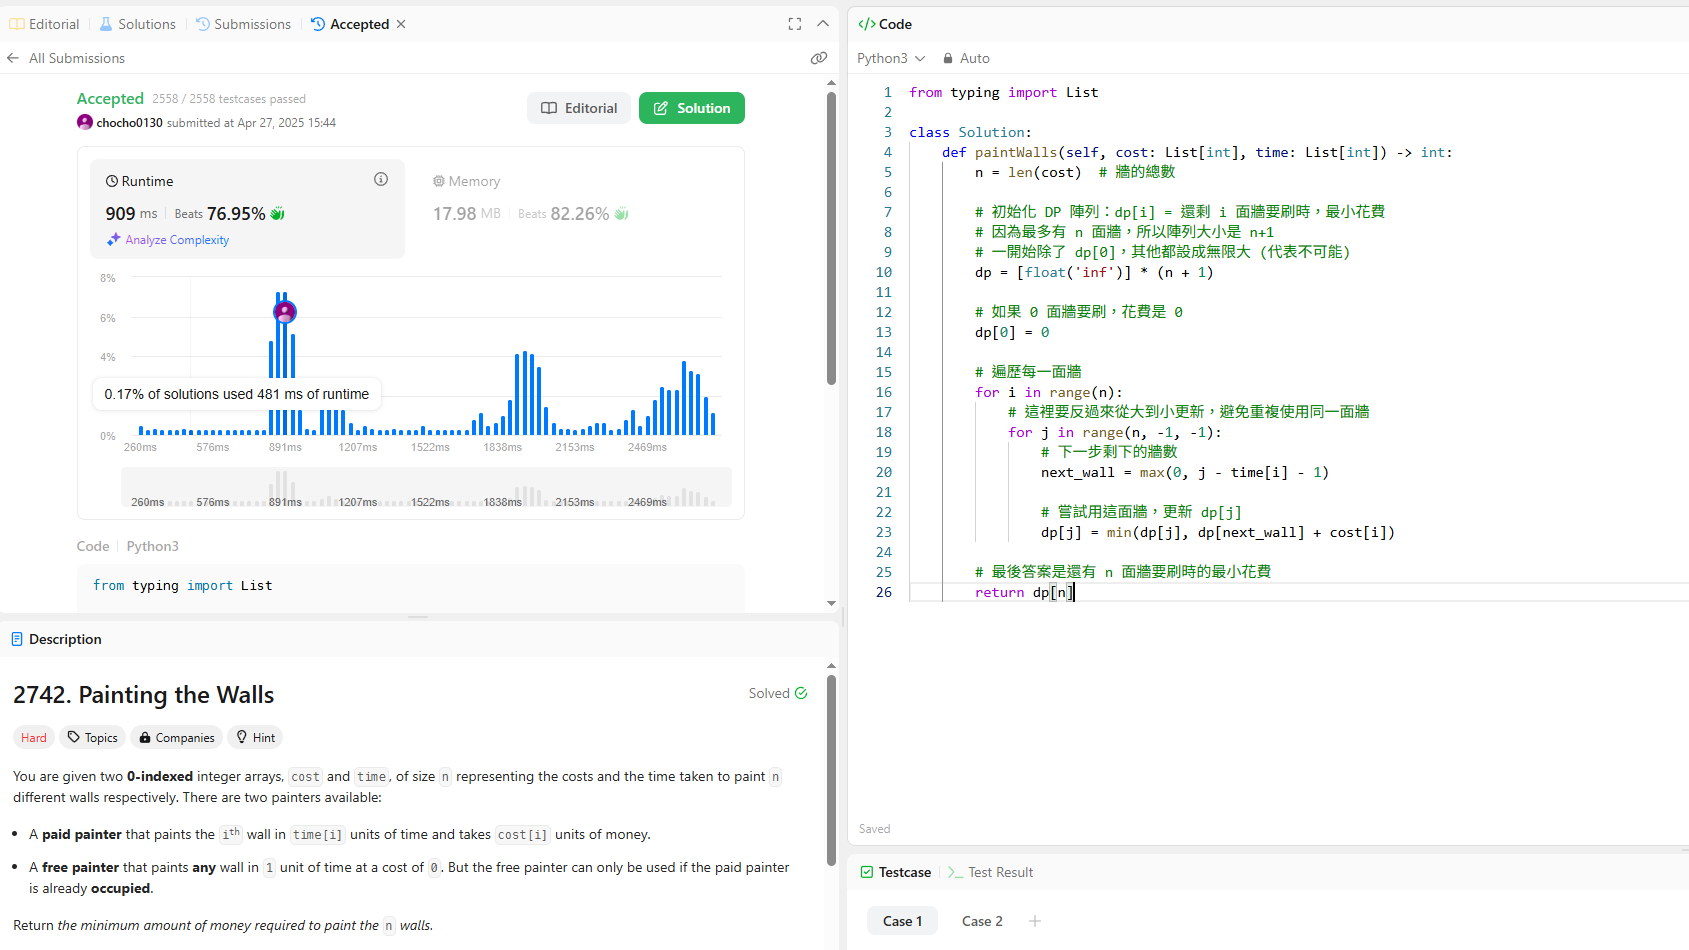 Editorial
Solutions
Submissions
Accepted
All Submissions
Accepted 2558 / 2558 testcases passed
chocho0130 submitted at Apr 27, 2025 15:44
Editorial
Solution
Runtime
909 ms Beats 76.95%
Analyze Complexity
Memory
17.98 MB Beats 82.26%
8%
6%
4%
0%
0.17% of solutions used 481 ms of runtime
260ms 576ms 891ms 1207ms 1522ms 1838ms 2153ms 2469ms
260ms 576ms 891ms 1207ms 1522ms 1838ms 2153ms 2469ms
Code Python3
from typing import List
Description
2742. Painting the Walls
Solved
Hard Topics Companies Hint
You are given two 0-indexed integer arrays, cost and time, of size n representing the costs and the time taken to paint n
different walls respectively. There are two painters available:
• A paid painter that paints the ith wall in time[i] units of time and takes cost[i] units of money.
• A free painter that paints any wall in 1 unit of time at a cost of 0. But the free painter can only be used if the paid painter
is already occupied.
Return the minimum amount of money required to paint the n walls.
</> Code
Python3 Auto
1 from typing import List
2
3 class Solution:
4 def paintWalls(self, cost: List[int], time: List[int]) -> int:
5 n = len(cost)  # 牆的總數
6
7 # 初始化 DP 陣列：dp[i] = 還剩 i 面牆要刷時，最小花費
8 # 因為最多有 n 面牆，所以陣列大小是 n+1
9 # 一開始除了 dp[0]，其他都設成無限大 (代表不可能)
10 dp = [float('inf')] * (n + 1)
11
12 # 如果 0 面牆要刷，花費是 0
13 dp[0] = 0
14
15 # 遍歷每一面牆
16 for i in range(n):
17 # 這裡要反過來從大到小更新，避免重複使用同一面牆
18 for j in range(n, -1, -1):
19 # 下一步剩下的牆數
20 next_wall = max(0, j - time[i] - 1)
21
22 # 嘗試用這面牆，更新 dp[j]
23 dp[j] = min(dp[j], dp[next_wall] + cost[i])
24
25 # 最後答案是還有 n 面牆要刷時的最小花費
26 return dp[n]
Saved
Testcase
Test Result
Case 1 Case 2 +